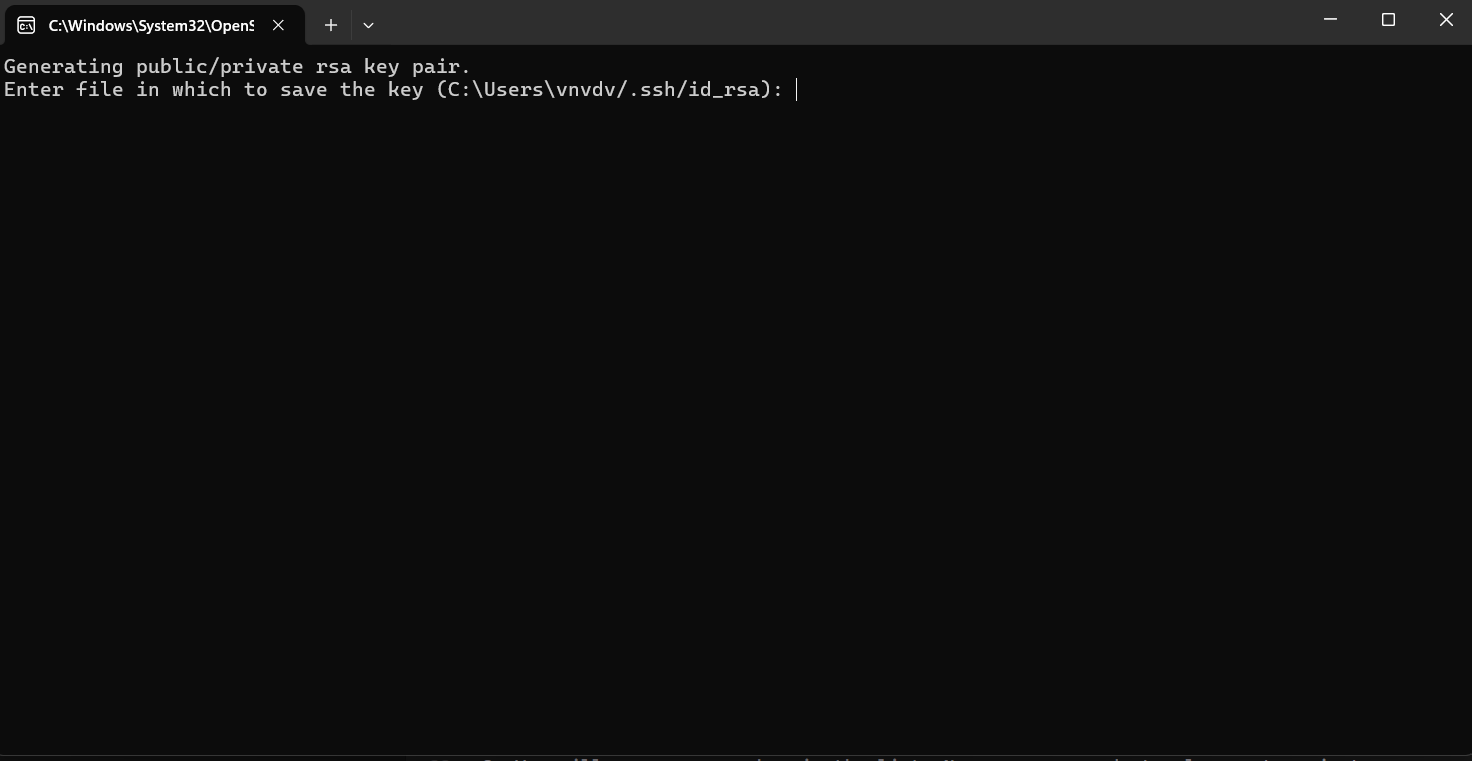 C:\Windows\System32\OpenS
Generating public/private rsa key pair.
Enter file in which to save the key (C:\Users\vnvdv/.ssh/id_rsa):